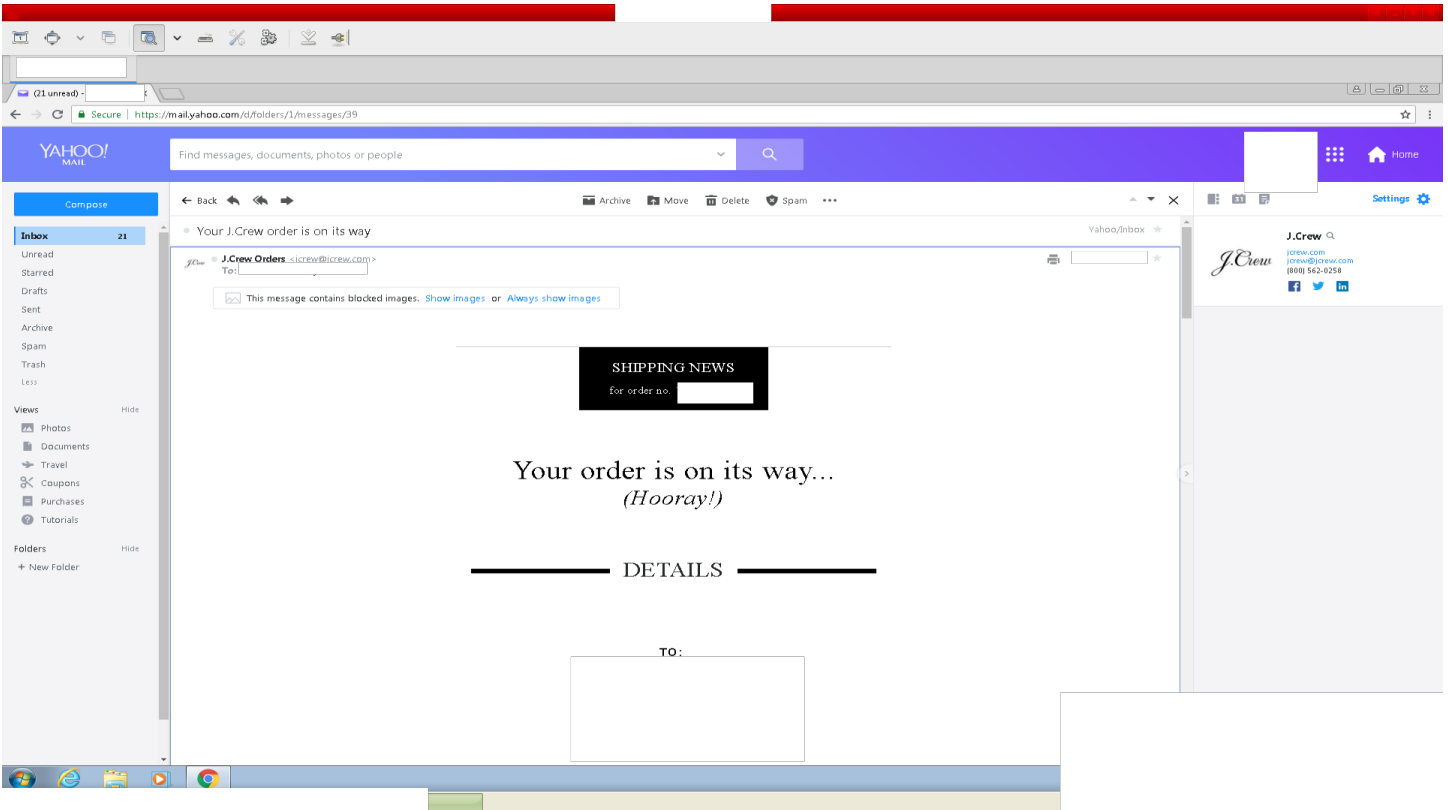 (21 unread) -
Secure | https://mail.yahoo.com/d/folders/1/messages/39
YAHOO!
MAIL
Find messages, documents, photos or people
Home
Compose
Back
Archive
Move
Delete
Spam
Settings
Inbox 21
Unread
Starred
Drafts
Sent
Archive
Spam
Trash
Less
Views Hide
Photos
Documents
Travel
Coupons
Purchases
Tutorials
Folders Hide
+ New Folder
Your J.Crew order is on its way
Yahoo/Inbox
J.Crew
J.Crew Orders <jcrew@jcrew.com>
To:
This message contains blocked images. Show images or Always show images
SHIPPING NEWS
for order no.
Your order is on its way...
(Hooray!)
DETAILS
TO:
31
J.Crew
J.Crew
jcrew.com
jcrew@jcrew.com
(800) 562-0258